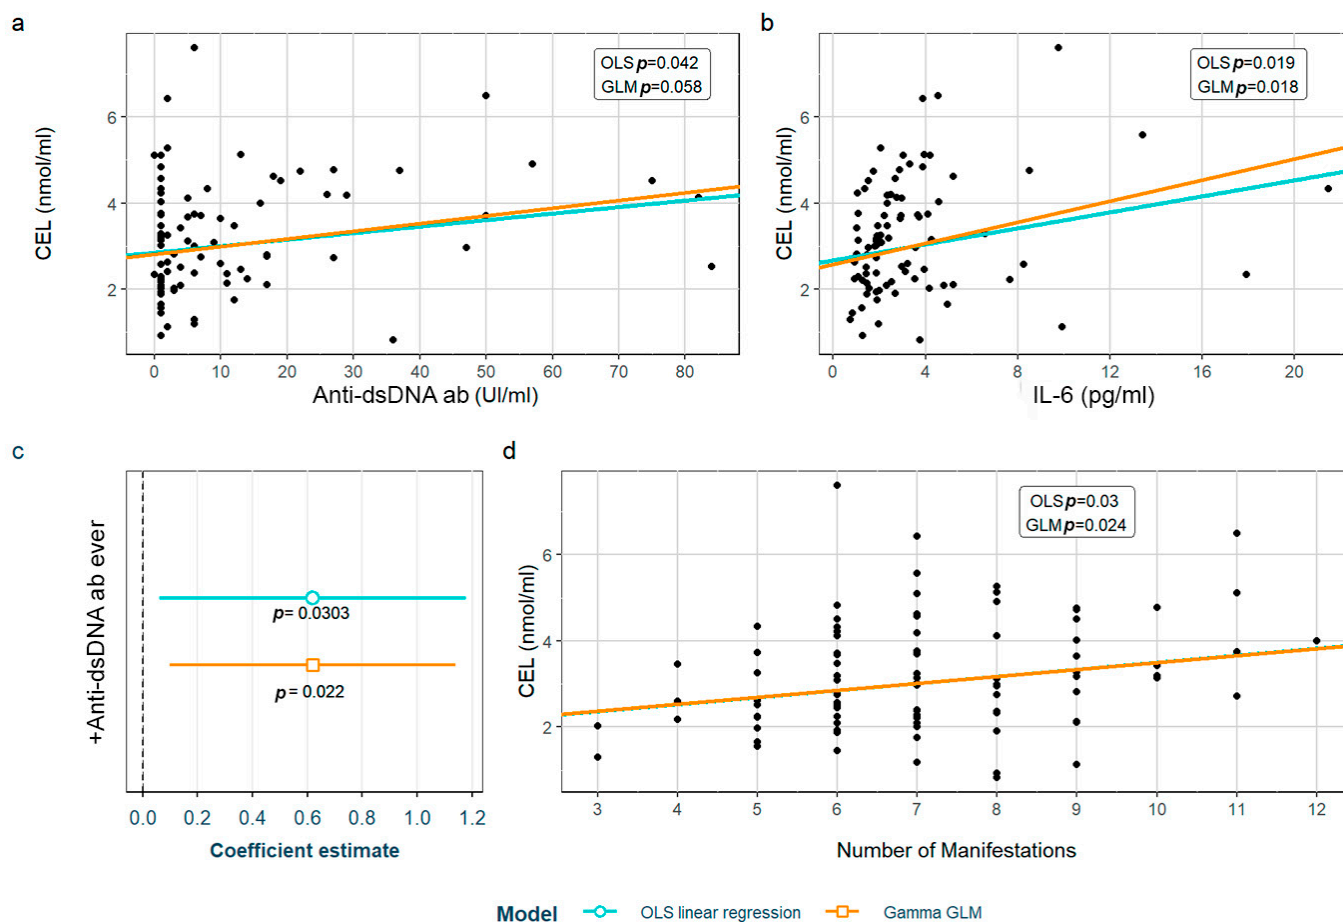 a
OLS p=0.042
GLM p=0.058
CEL (nmol/ml)
6
4
2
0 10 20 30 40 50 60 70 80
Anti-dsDNA ab (UI/ml)
b
OLS p=0.019
GLM p=0.018
CEL (nmol/ml)
6
4
2
0 4 8 12 16 20
IL-6 (pg/ml)
c
+Anti-dsDNA ab ever
p= 0.0303
p= 0.022
0.0 0.2 0.4 0.6 0.8 1.0 1.2
Coefficient estimate
d
OLS p=0.03
GLM p=0.024
CEL (nmol/ml)
6
4
2
3 4 5 6 7 8 9 10 11 12
Number of Manifestations
Model OLS linear regression Gamma GLM